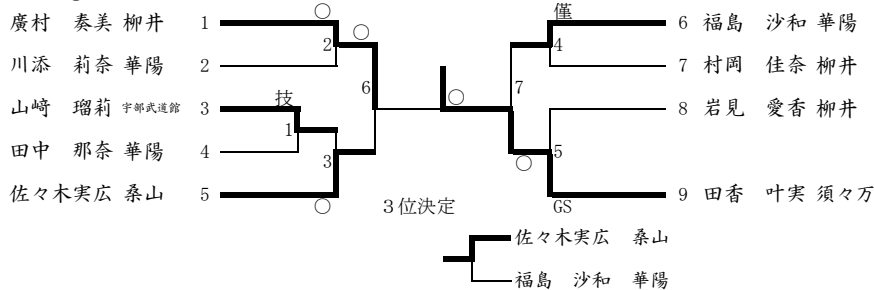 廣村 奏美 柳井 1 ○ 僅 6 福島 沙和 華陽
2 ○ 4
川添 莉奈 華陽 2 7 7 村岡 佳奈 柳井
6 ○
山﨑 瑠莉 宇部武道館 3 技 8 岩見 愛香 柳井
1
田中 那奈 華陽 4 3 ○ 5
佐々木実広 桑山 5 ○ 3位決定 GS 9 田香 叶実 須々万
佐々木実広 桑山
福島 沙和 華陽